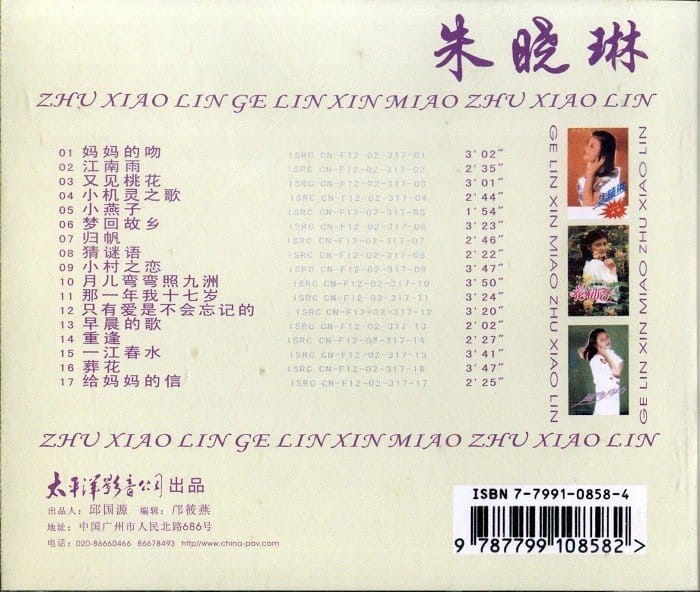 朱晓琳
ZHU XIAO LIN GE LIN XIN MIAO ZHU XIAO LIN
01 妈妈的吻 ISRC CN-F12-02-317-01 3'02"
02 江南雨 ISRC CN-F12-02-317-02 2'35"
03 又见桃花 ISRC CN-F12-02-317-03 3'01"
04 小机灵之歌 ISRC CN-F12-02-317-04 2'44"
05 小燕子 ISRC CN-F12-02-317-05 1'54"
06 梦回故乡 ISRC CN-F12-02-317-06 3'23"
07 归帆 ISRC CN-F12-02-317-07 2'46"
08 猜谜语 ISRC CN-F12-02-317-08 2'22"
09 小村之恋 ISRC CN-F12-02-317-09 3'47"
10 月儿弯弯照九洲 ISRC CN-F12-02-317-10 3'50"
11 那一年我十七岁 ISRC CN-F12-02-317-11 3'24"
12 只有爱是不会忘记的 ISRC CN-F12-02-317-12 3'20"
13 早晨的歌 ISRC CN-F12-02-317-13 2'02"
14 重逢 ISRC CN-F12-02-317-14 2'27"
15 一江春水 ISRC CN-F12-02-317-15 3'41"
16 葬花 ISRC CN-F12-02-317-16 3'47"
17 给妈妈的信 ISRC CN-F12-02-317-17 2'25"
GE LIN XIN MIAO ZHU XIAO LIN
GE LIN XIN MIAO ZHU XIAO LIN
ZHU XIAO LIN GE LIN XIN MIAO ZHU XIAO LIN
太平洋影音公司出品
出品人：邱国源 编辑：邝筱燕
地址：中国广州市人民北路686号
电话：020-86660466 86678493 http://www-china-pav.com
ISBN 7-7991-0858-4
9 787799 108582